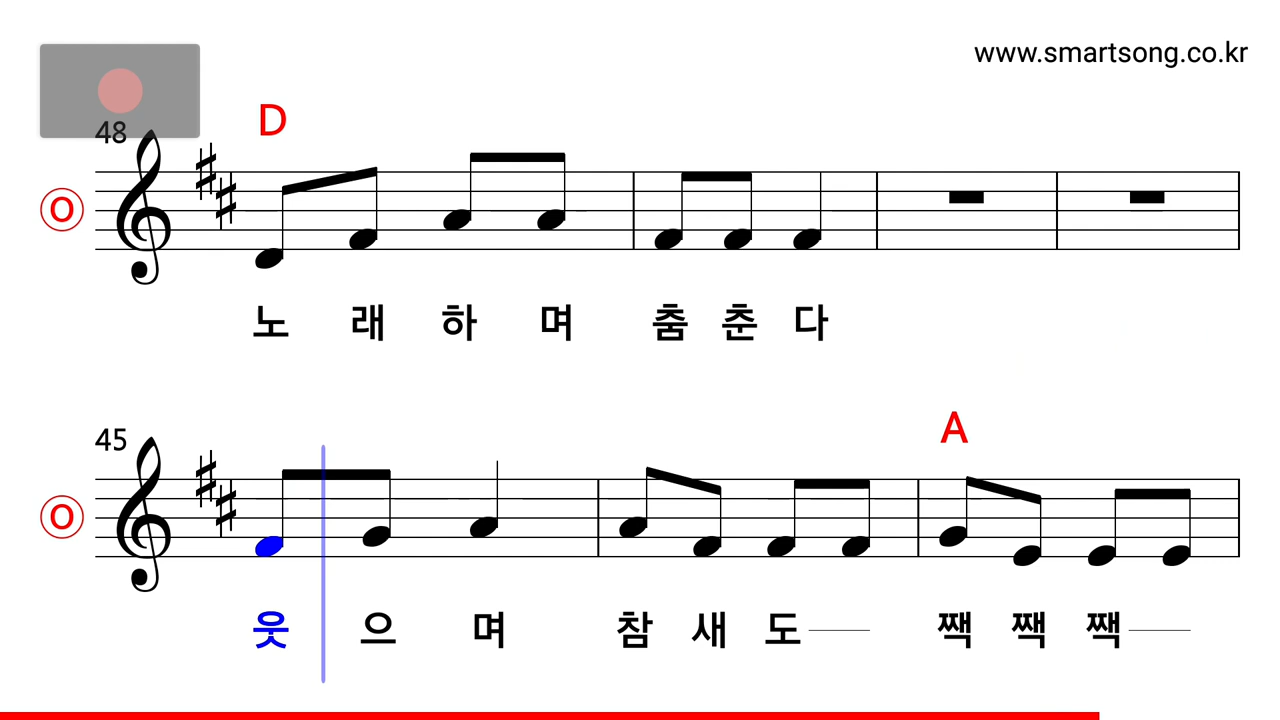 www.smartsong.co.kr
48
D
O
노 래 하 며 춤 춘 다
45
A
O
웃 으 며 참 새 도 짹 짹 짹